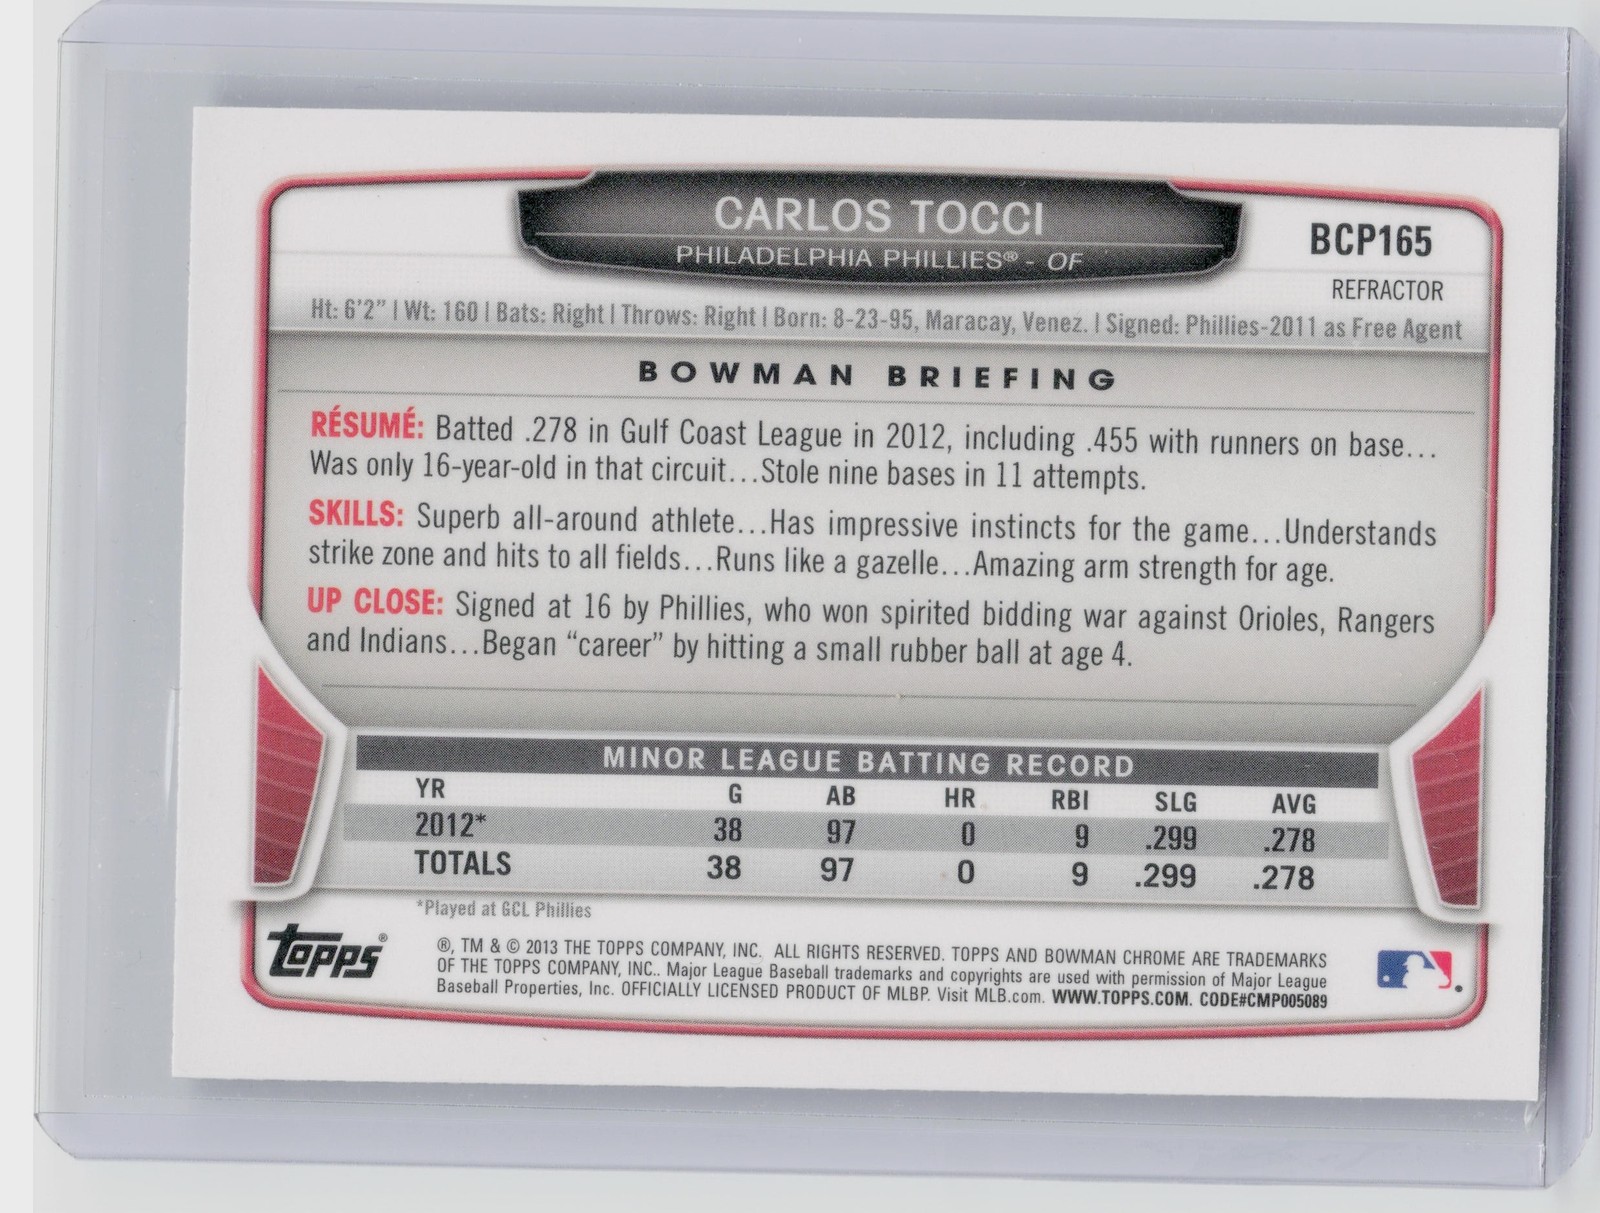 CARLOS TOCCI
PHILADELPHIA PHILLIES® - OF
BCP165
REFRACTOR
Ht: 6'2" | Wt: 160 | Bats: Right | Throws: Right | Born: 8-23-95, Maracay, Venez. | Signed: Phillies-2011 as Free Agent
BOWMAN BRIEFING
RÉSUMÉ: Batted .278 in Gulf Coast League in 2012, including .455 with runners on base...
Was only 16-year-old in that circuit...Stole nine bases in 11 attempts.
SKILLS: Superb all-around athlete...Has impressive instincts for the game...Understands
strike zone and hits to all fields...Runs like a gazelle...Amazing arm strength for age.
UP CLOSE: Signed at 16 by Phillies, who won spirited bidding war against Orioles, Rangers
and Indians...Began “career” by hitting a small rubber ball at age 4.
MINOR LEAGUE BATTING RECORD
YR G AB HR RBI SLG AVG
2012* 38 97 0 9 .299 .278
TOTALS 38 97 0 9 .299 .278
*Played at GCL Phillies
topps®
®, TM & © 2013 THE TOPPS COMPANY, INC. ALL RIGHTS RESERVED. TOPPS AND BOWMAN CHROME ARE TRADEMARKS
OF THE TOPPS COMPANY, INC.. Major League Baseball trademarks and copyrights are used with permission of Major League
Baseball Properties, Inc. OFFICIALLY LICENSED PRODUCT OF MLBP. Visit MLB.com. WWW.TOPPS.COM. CODE#CMP005089